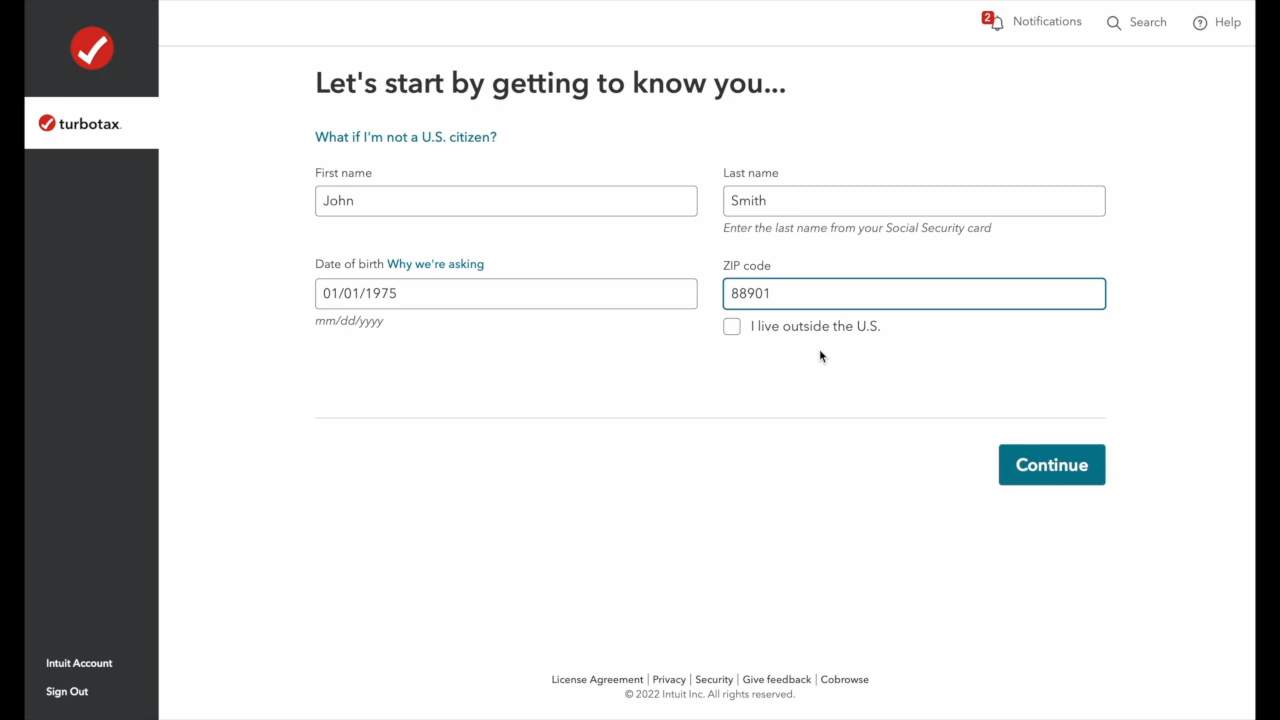 2
Notifications
Search
Help
turbotax.
Let's start by getting to know you...
What if I'm not a U.S. citizen?
First name
Last name
John
Smith
Enter the last name from your Social Security card
Date of birth Why we're asking
ZIP code
01/01/1975
88901
mm/dd/yyyy
I live outside the U.S.
Continue
Intuit Account
Sign Out
License Agreement | Privacy | Security | Give feedback | Cobrowse
© 2022 Intuit Inc. All rights reserved.